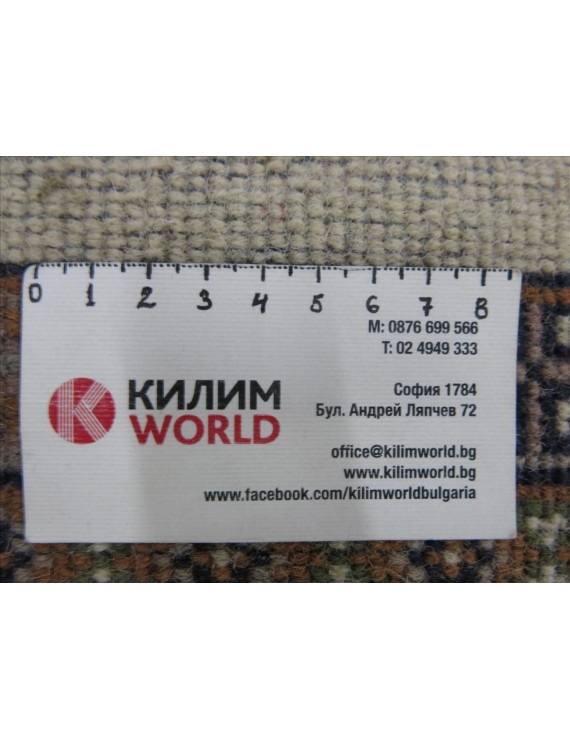 0 1 2 3 4 5 6 7 8
M: 0876 699 566
T: 02 4949 333
КИЛИМ
WORLD
София 1784
Бул. Андрей Ляпчев 72
office@kilimworld.bg
www.kilimworld.bg
www.facebook.com/kilimworldbulgaria